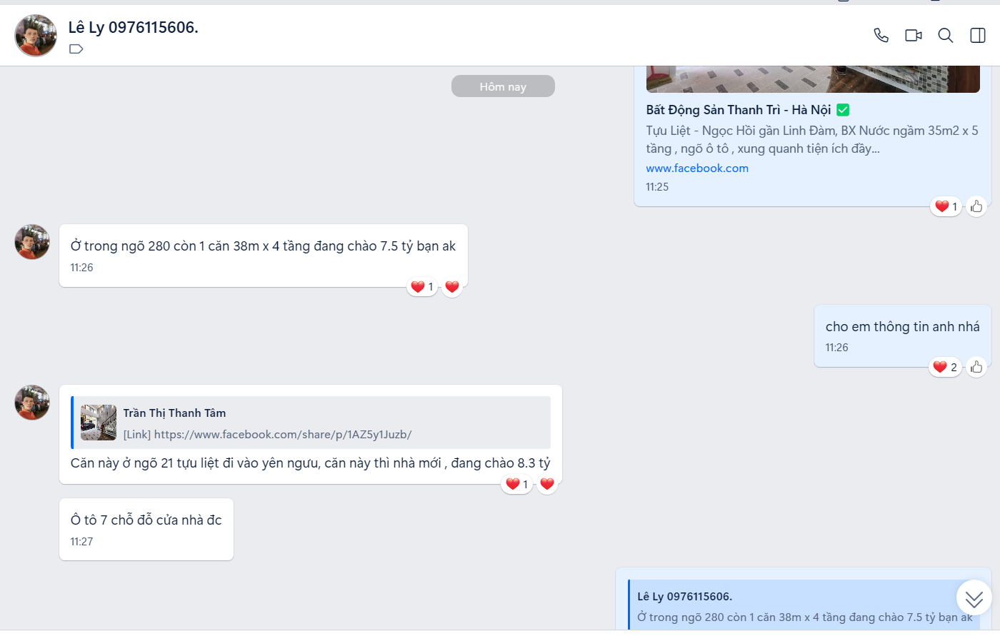 Lê Ly 0976115606.
Hôm nay
Bất Động Sản Thanh Trì - Hà Nội ✅
Tựu Liệt - Ngọc Hồi gần Linh Đàm, BX Nước ngầm 35m2 x 5
tầng , ngõ ô tô , xung quanh tiện ích đầy...
www.facebook.com
11:25
❤️ 1
Ở trong ngõ 280 còn 1 căn 38m x 4 tầng đang chào 7.5 tỷ bạn ak
11:26
❤️ 1
cho em thông tin anh nhá
11:26
❤️ 2
Trần Thị Thanh Tâm
[Link] https://www.facebook.com/share/p/1AZ5y1Juzb/
Căn này ở ngõ 21 tựu liệt đi vào yên ngưu, căn này thì nhà mới , đang chào 8.3 tỷ
❤️ 1
Ô tô 7 chỗ đỗ cửa nhà đc
11:27
Lê Ly 0976115606.
Ở trong ngõ 280 còn 1 căn 38m x 4 tầng đang chào 7.5 tỷ bạn ak